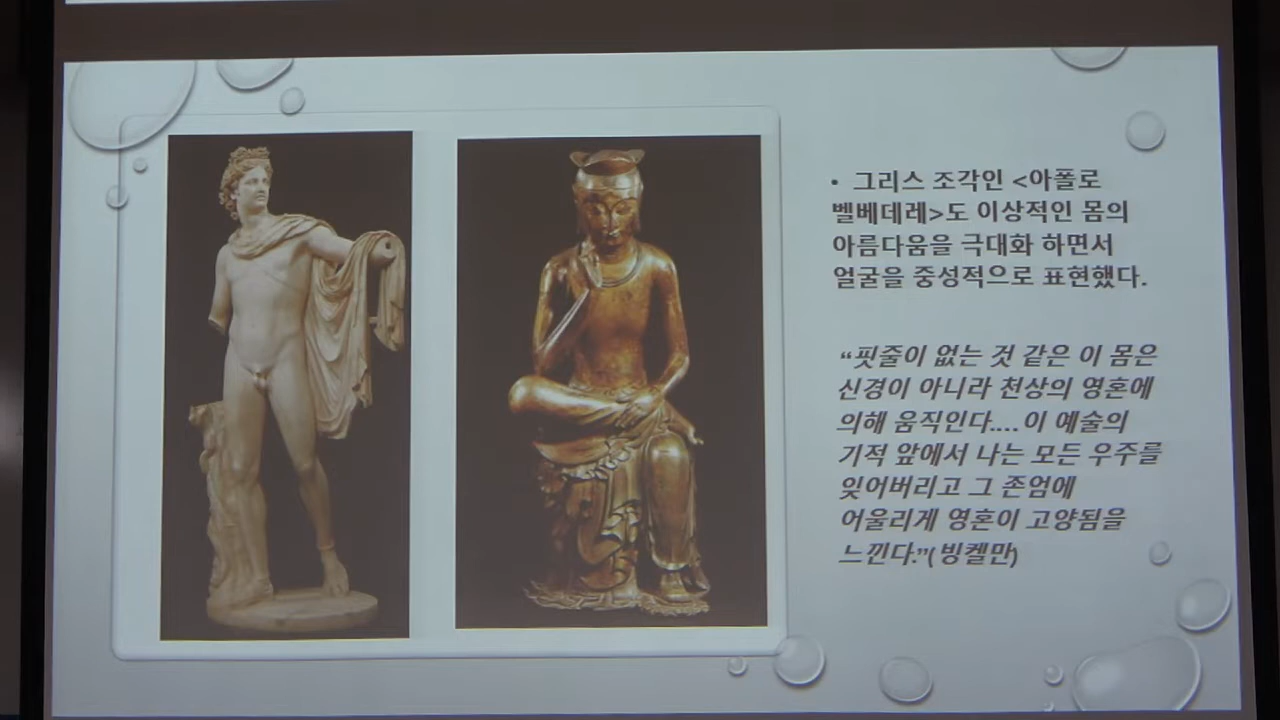 • 그리스 조각인 <아폴로
벨베데레>도 이상적인 몸의
아름다움을 극대화 하면서
얼굴을 중성적으로 표현했다.
“핏줄이 없는 것 같은 이 몸은
신경이 아니라 천상의 영혼에
의해 움직인다.... 이 예술의
기적 앞에서 나는 모든 우주를
잊어버리고 그 존엄에
어울리게 영혼이 고양됨을
느낀다.”(빙켈만)